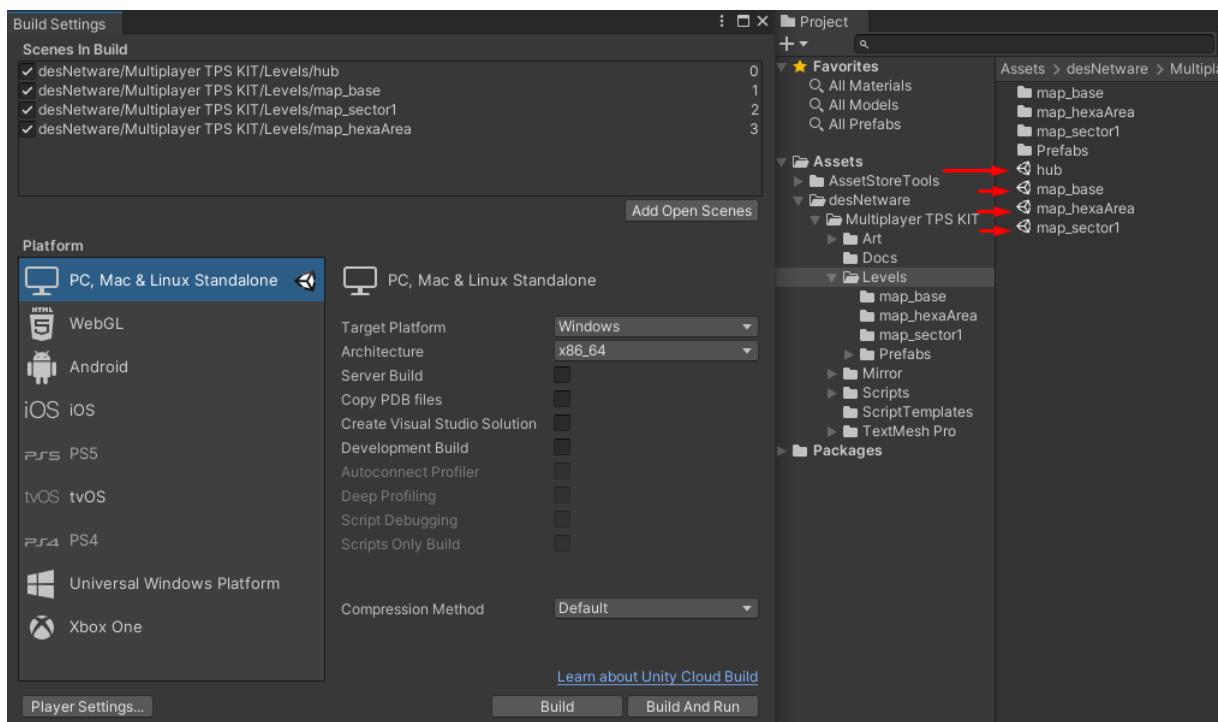 Build Settings
Scenes In Build
desNetware/Multiplayer TPS KIT/Levels/hub 0
desNetware/Multiplayer TPS KIT/Levels/map_base 1
desNetware/Multiplayer TPS KIT/Levels/map_sector1 2
desNetware/Multiplayer TPS KIT/Levels/map_hexaArea 3
Add Open Scenes
Platform
PC, Mac & Linux Standalone
HTML
5
WebGL
Android
iOS iOS
PS5 PS5
tvOS tvOS
PS4 PS4
Universal Windows Platform
Xbox One
PC, Mac & Linux Standalone
Target Platform Windows
Architecture x86_64
Server Build
Copy PDB files
Create Visual Studio Solution
Development Build
Autoconnect Profiler
Deep Profiling
Script Debugging
Scripts Only Build
Compression Method Default
Learn about Unity Cloud Build
Player Settings...
Build
Build And Run
Project
Favorites
All Materials
All Models
All Prefabs
Assets
AssetStoreTools
desNetware
Multiplayer TPS KIT
Art
Docs
Levels
map_base
map_hexaArea
map_sector1
Prefabs
Mirror
Scripts
ScriptTemplates
TextMesh Pro
Packages
Assets > desNetware > Multipl
map_base
map_hexaArea
map_sector1
Prefabs
hub
map_base
map_hexaArea
map_sector1